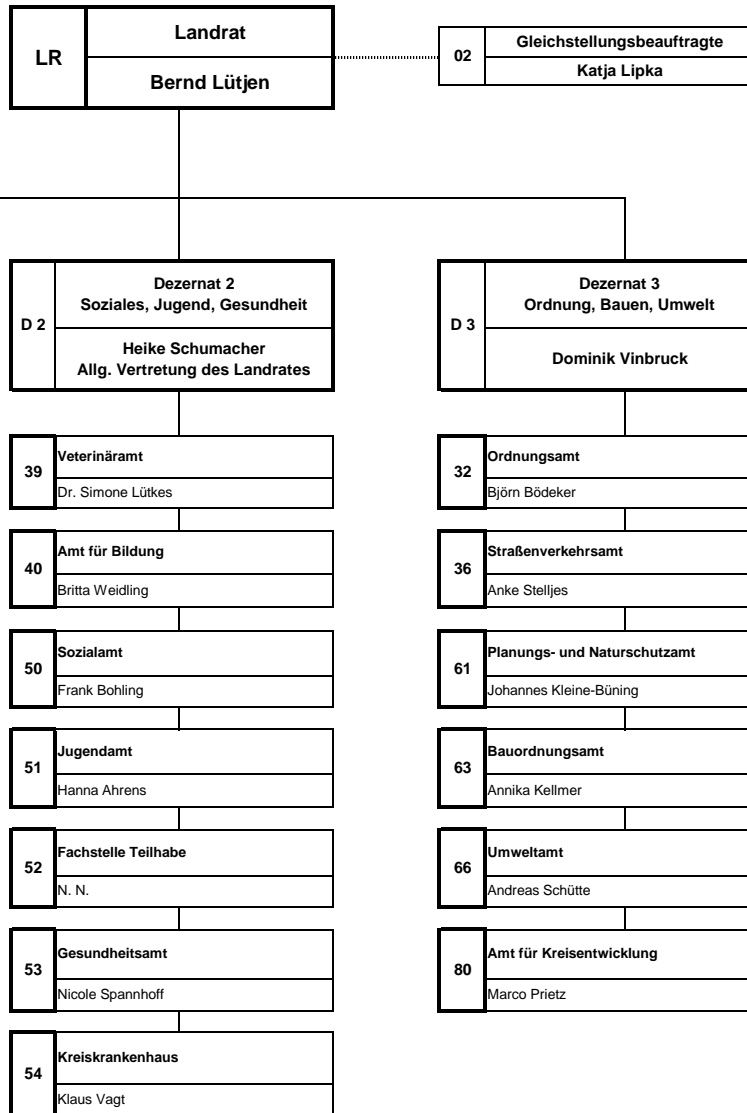 LR
Landrat
Bernd Lütjen
02
Gleichstellungsbeauftragte
Katja Lipka
D 2
Dezernat 2
Soziales, Jugend, Gesundheit
Heike Schumacher
Allg. Vertretung des Landrates
D 3
Dezernat 3
Ordnung, Bauen, Umwelt
Dominik Vinbruck
39
Veterinäramt
Dr. Simone Lütkes
40
Amt für Bildung
Britta Weidling
50
Sozialamt
Frank Bohling
51
Jugendamt
Hanna Ahrens
52
Fachstelle Teilhabe
N. N.
53
Gesundheitsamt
Nicole Spannhoff
54
Kreiskrankenhaus
Klaus Vagt
32
Ordnungsamt
Björn Bödeker
36
Straßenverkehrsamt
Anke Stelljes
61
Planungs- und Naturschutzamt
Johannes Kleine-Büning
63
Bauordnungsamt
Annika Kellmer
66
Umweltamt
Andreas Schütte
80
Amt für Kreisentwicklung
Marco Prietz